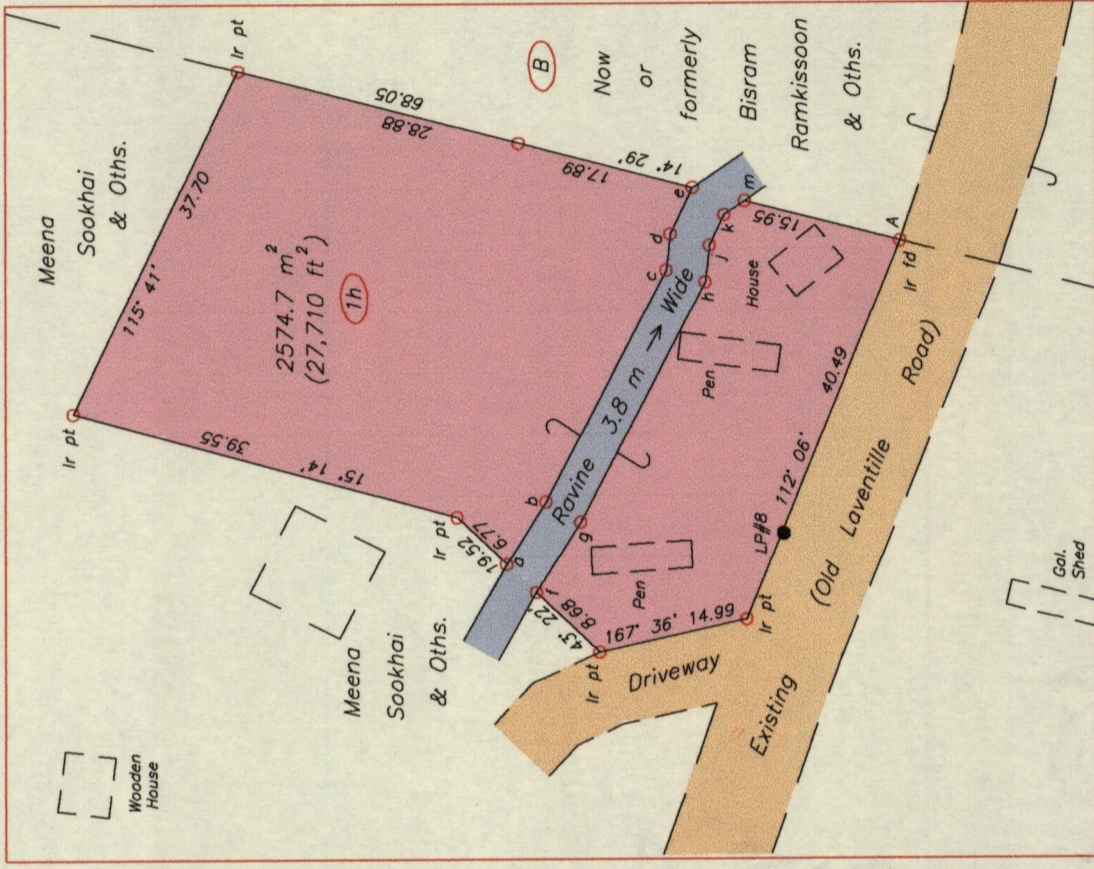 Meena
Sookhai
& Oths.
Ir pt
Ir pt
37.70
115° 41'
68.05
28.88
B
Now
or
formerly
Bisram
Ramkissoon
& Oths.
2574.7 m²
(27,710 ft²)
1h
17.89
14° 29'
39.55
15° 14'
Ir pt
19.52
6.77
a
b
c
d
e
f
g
h
j
k
m
Ravine 3.8 m → Wide
15.95
House
Pen
Pen
A
Ir fd
40.49
LP#8 112° 06'
43° 22'
8.68
167° 36' 14.99
Ir pt
Ir pt
Driveway
Existing
(Old Laventille Road)
Meena
Sookhai
& Oths.
Wooden
House
Gal.
Shed